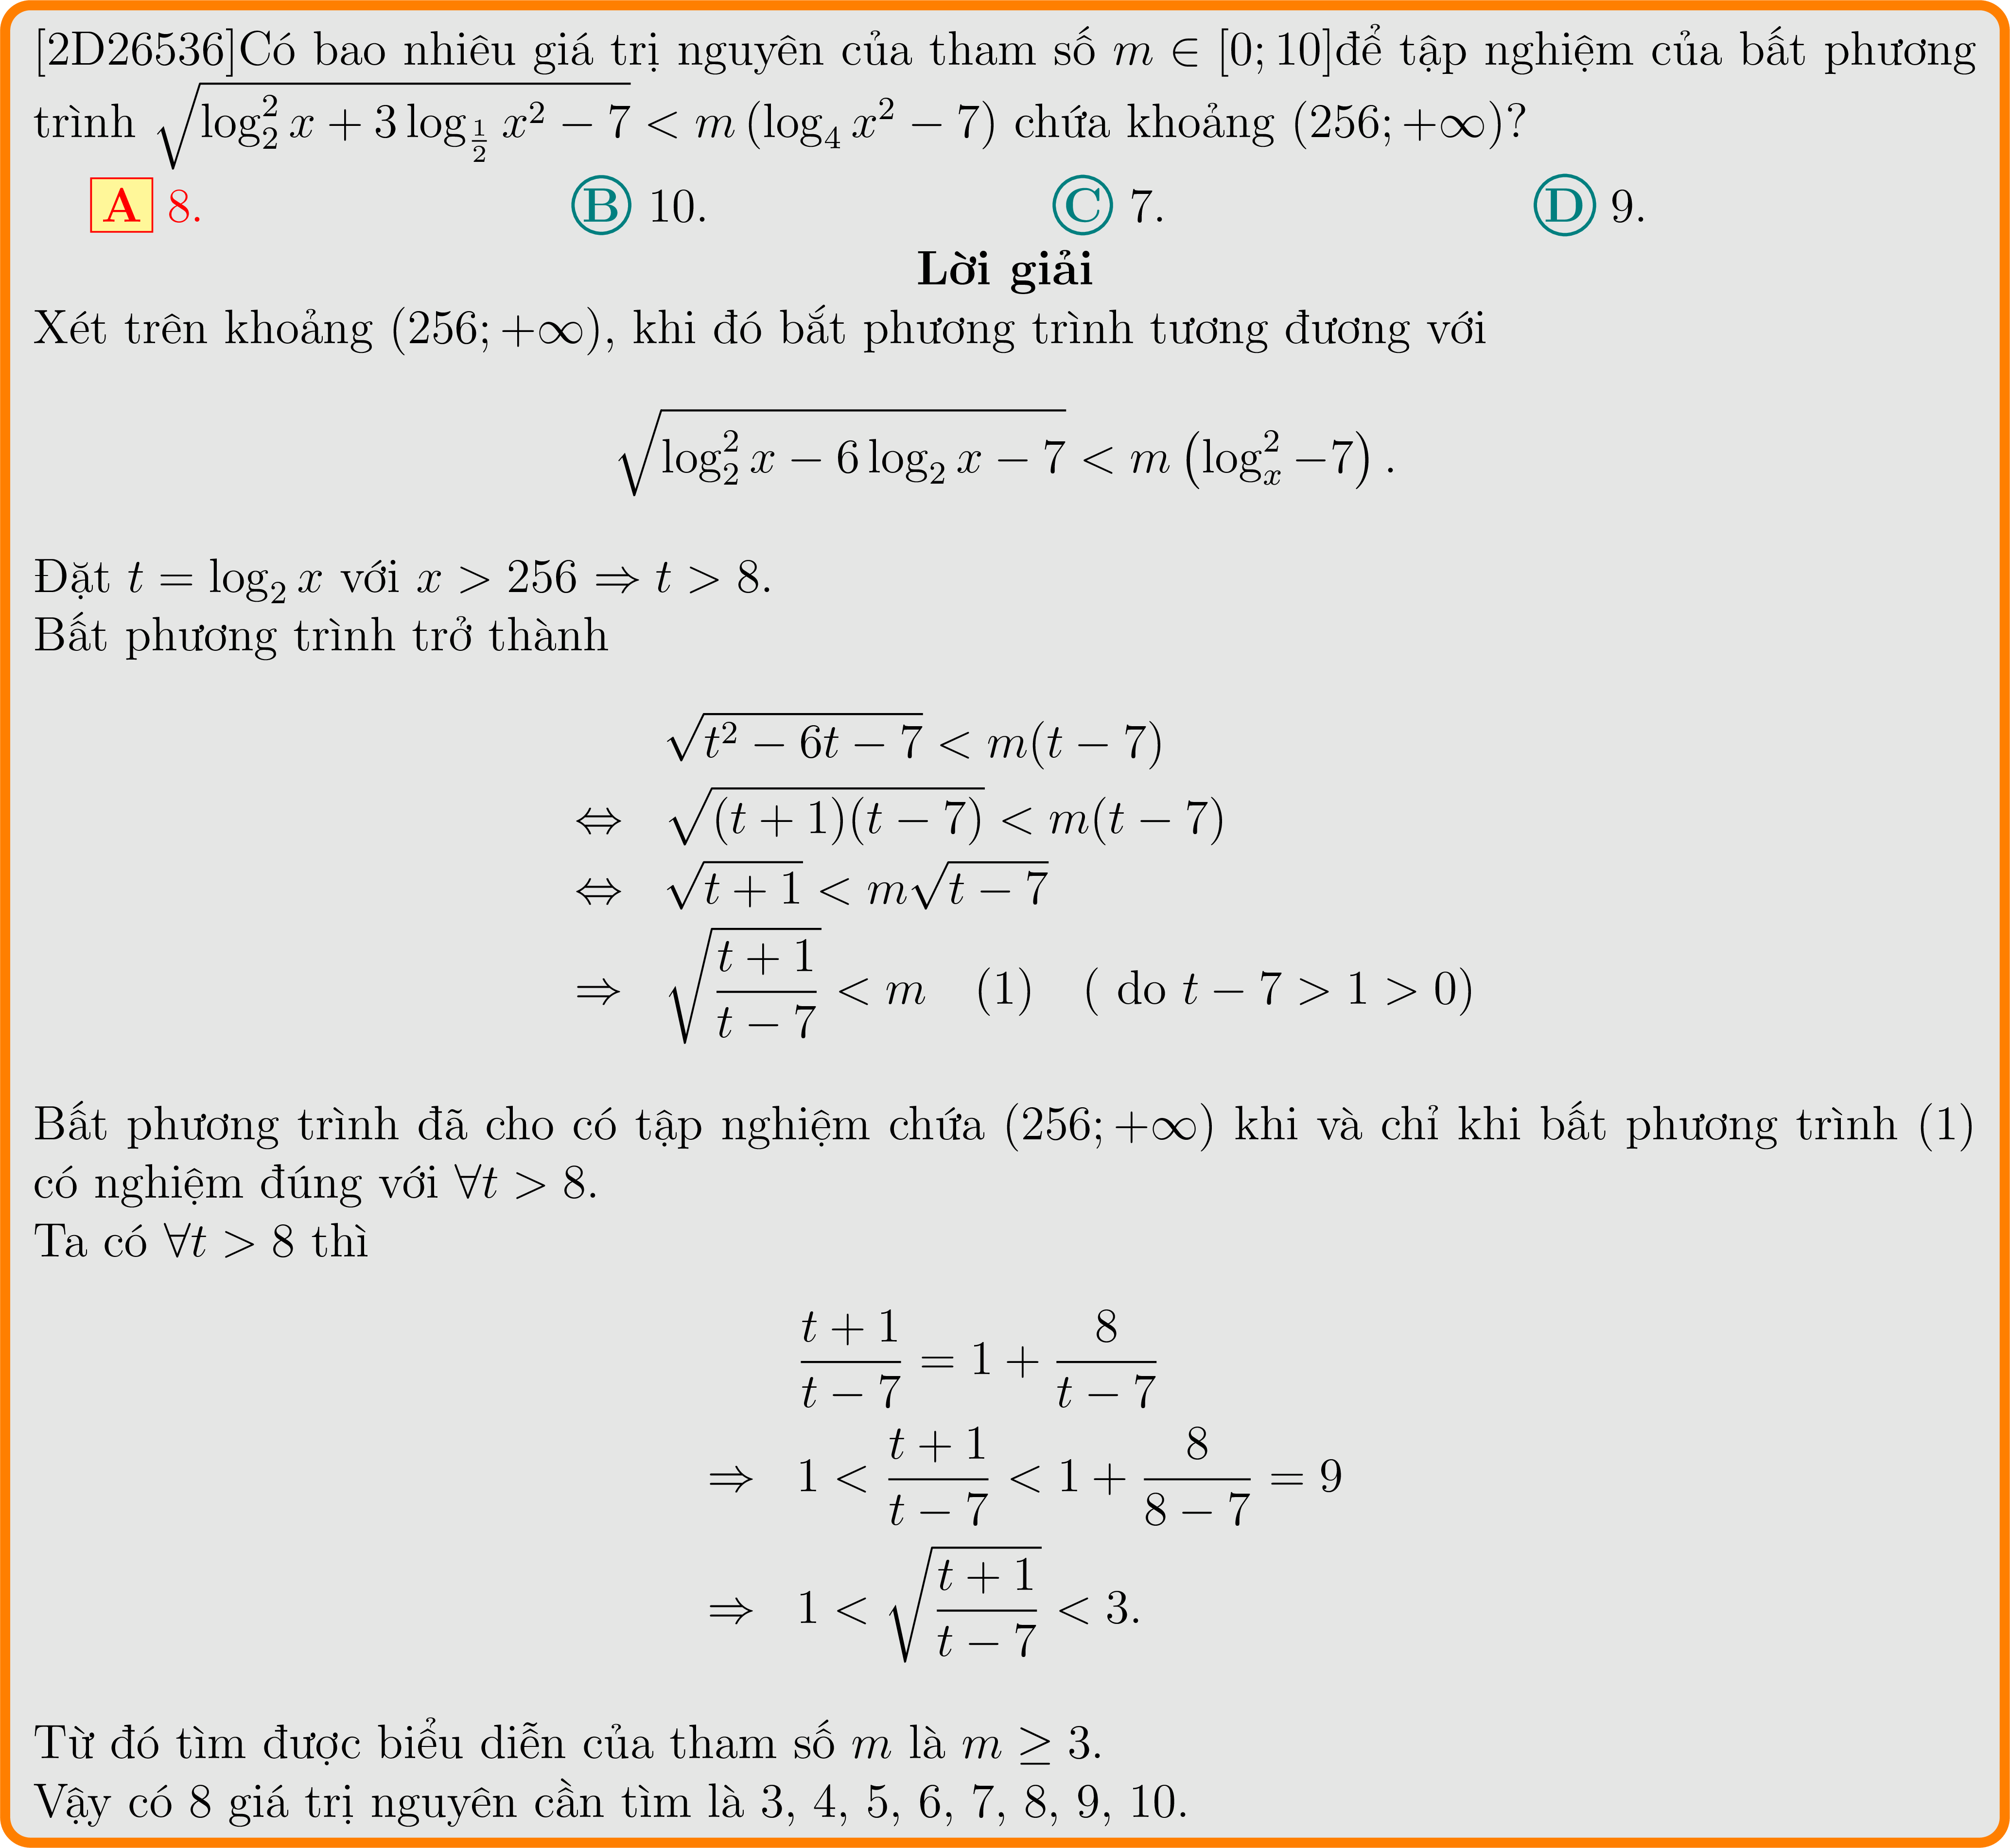 [2D26536]Có bao nhiêu giá trị nguyên của tham số $m \in [0; 10]$để tập nghiệm của bất phương
trình $\sqrt{\log_2^2 x + 3\log_{\frac{1}{2}} x^2 - 7} < m\left(\log_4 x^2 - 7\right)$ chứa khoảng $(256; +\infty)$?
A 8. B 10. C 7. D 9.
Lời giải
Xét trên khoảng $(256; +\infty)$, khi đó bắt phương trình tương đương với
$\sqrt{\log_2^2 x - 6\log_2 x - 7} < m\left(\log_x^2 -7\right).$
Đặt $t = \log_2 x$ với $x > 256 \Rightarrow t > 8$.
Bất phương trình trở thành
$\sqrt{t^2 - 6t - 7} < m(t - 7)$
$\Leftrightarrow \sqrt{(t + 1)(t - 7)} < m(t - 7)$
$\Leftrightarrow \sqrt{t + 1} < m\sqrt{t - 7}$
$\Rightarrow \sqrt{\dfrac{t + 1}{t - 7}} < m \quad (1) \quad ($ do $t - 7 > 1 > 0)$
Bất phương trình đã cho có tập nghiệm chứa $(256; +\infty)$ khi và chỉ khi bất phương trình (1)
có nghiệm đúng với $\forall t > 8$.
Ta có $\forall t > 8$ thì
$\dfrac{t + 1}{t - 7} = 1 + \dfrac{8}{t - 7}$
$\Rightarrow 1 < \dfrac{t + 1}{t - 7} < 1 + \dfrac{8}{8 - 7} = 9$
$\Rightarrow 1 < \sqrt{\dfrac{t + 1}{t - 7}} < 3.$
Từ đó tìm được biểu diễn của tham số $m$ là $m \geq 3$.
Vậy có 8 giá trị nguyên cần tìm là 3, 4, 5, 6, 7, 8, 9, 10.